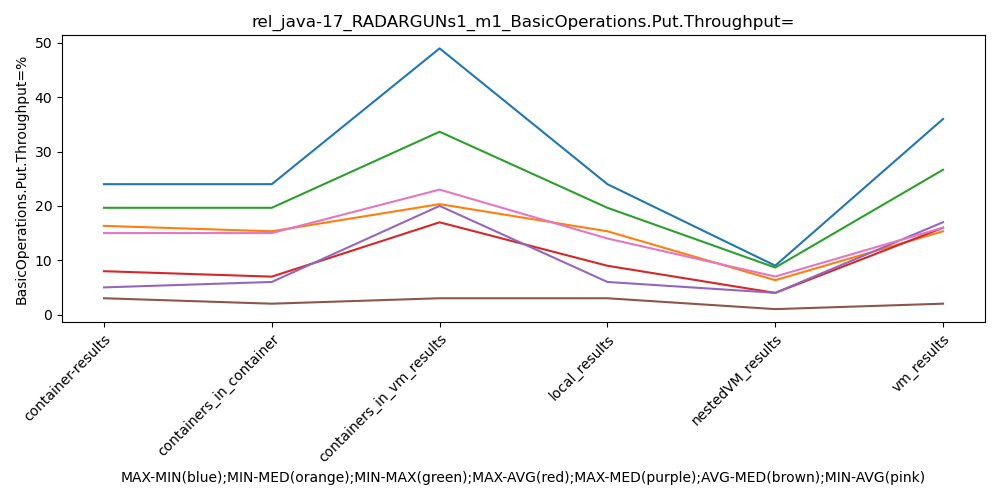 rel_java-17_RADARGUNs1_m1_BasicOperations.Put.Throughput=
BasicOperations.Put.Throughput=%
50
40
30
20
10
0
container-results
containers_in_container
containers_in_vm_results
local_results
nestedVM_results
vm_results
MAX-MIN(blue);MIN-MED(orange);MIN-MAX(green);MAX-AVG(red);MAX-MED(purple);AVG-MED(brown);MIN-AVG(pink)